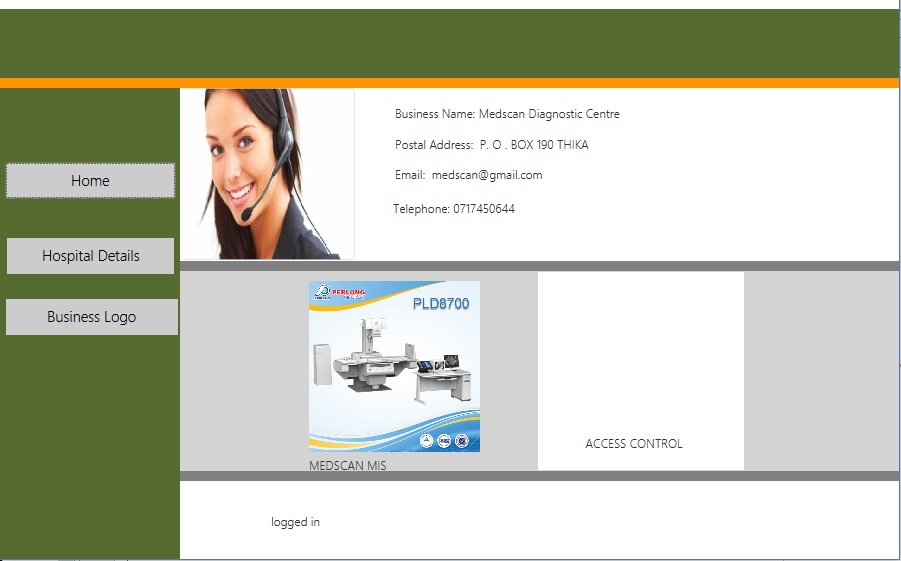 Home
Hospital Details
Business Logo
Business Name: Medscan Diagnostic Centre
Postal Address:  P. O . BOX 190 THIKA
Email:  medscan@gmail.com
Telephone: 0717450644
PERLONG
PLD8700
MEDSCAN MIS
ACCESS CONTROL
logged in